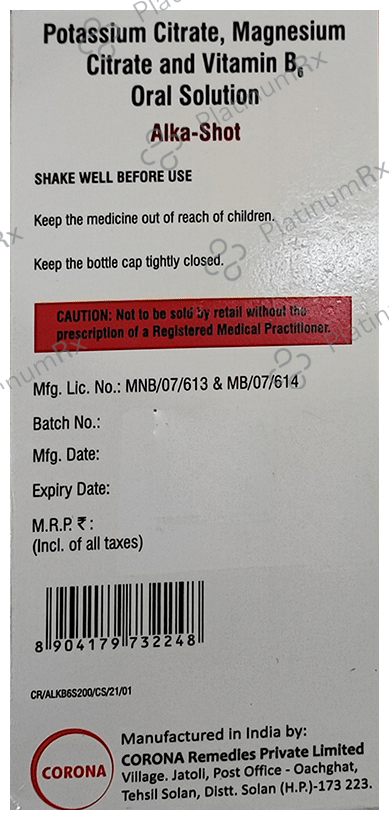 Potassium Citrate, Magnesium
Citrate and Vitamin B₆
Oral Solution
Alka-Shot
SHAKE WELL BEFORE USE
Keep the medicine out of reach of children.
Keep the bottle cap tightly closed.
CAUTION: Not to be sold by retail without the
prescription of a Registered Medical Practitioner.
Mfg. Lic. No.: MNB/07/613 & MB/07/614
Batch No.:
Mfg. Date:
Expiry Date:
M.R.P. ₹ :
(Incl. of all taxes)
8 904179 732248
CR/ALKB6S200/CS/21/01
CORONA
Manufactured in India by:
CORONA Remedles Private Limited
Village. Jatoli, Post Office - Oachghat,
Tehsil Solan, Distt. Solan (H.P.)-173 223.
PlatinumRx
PlatinumRx
PlatinumRx